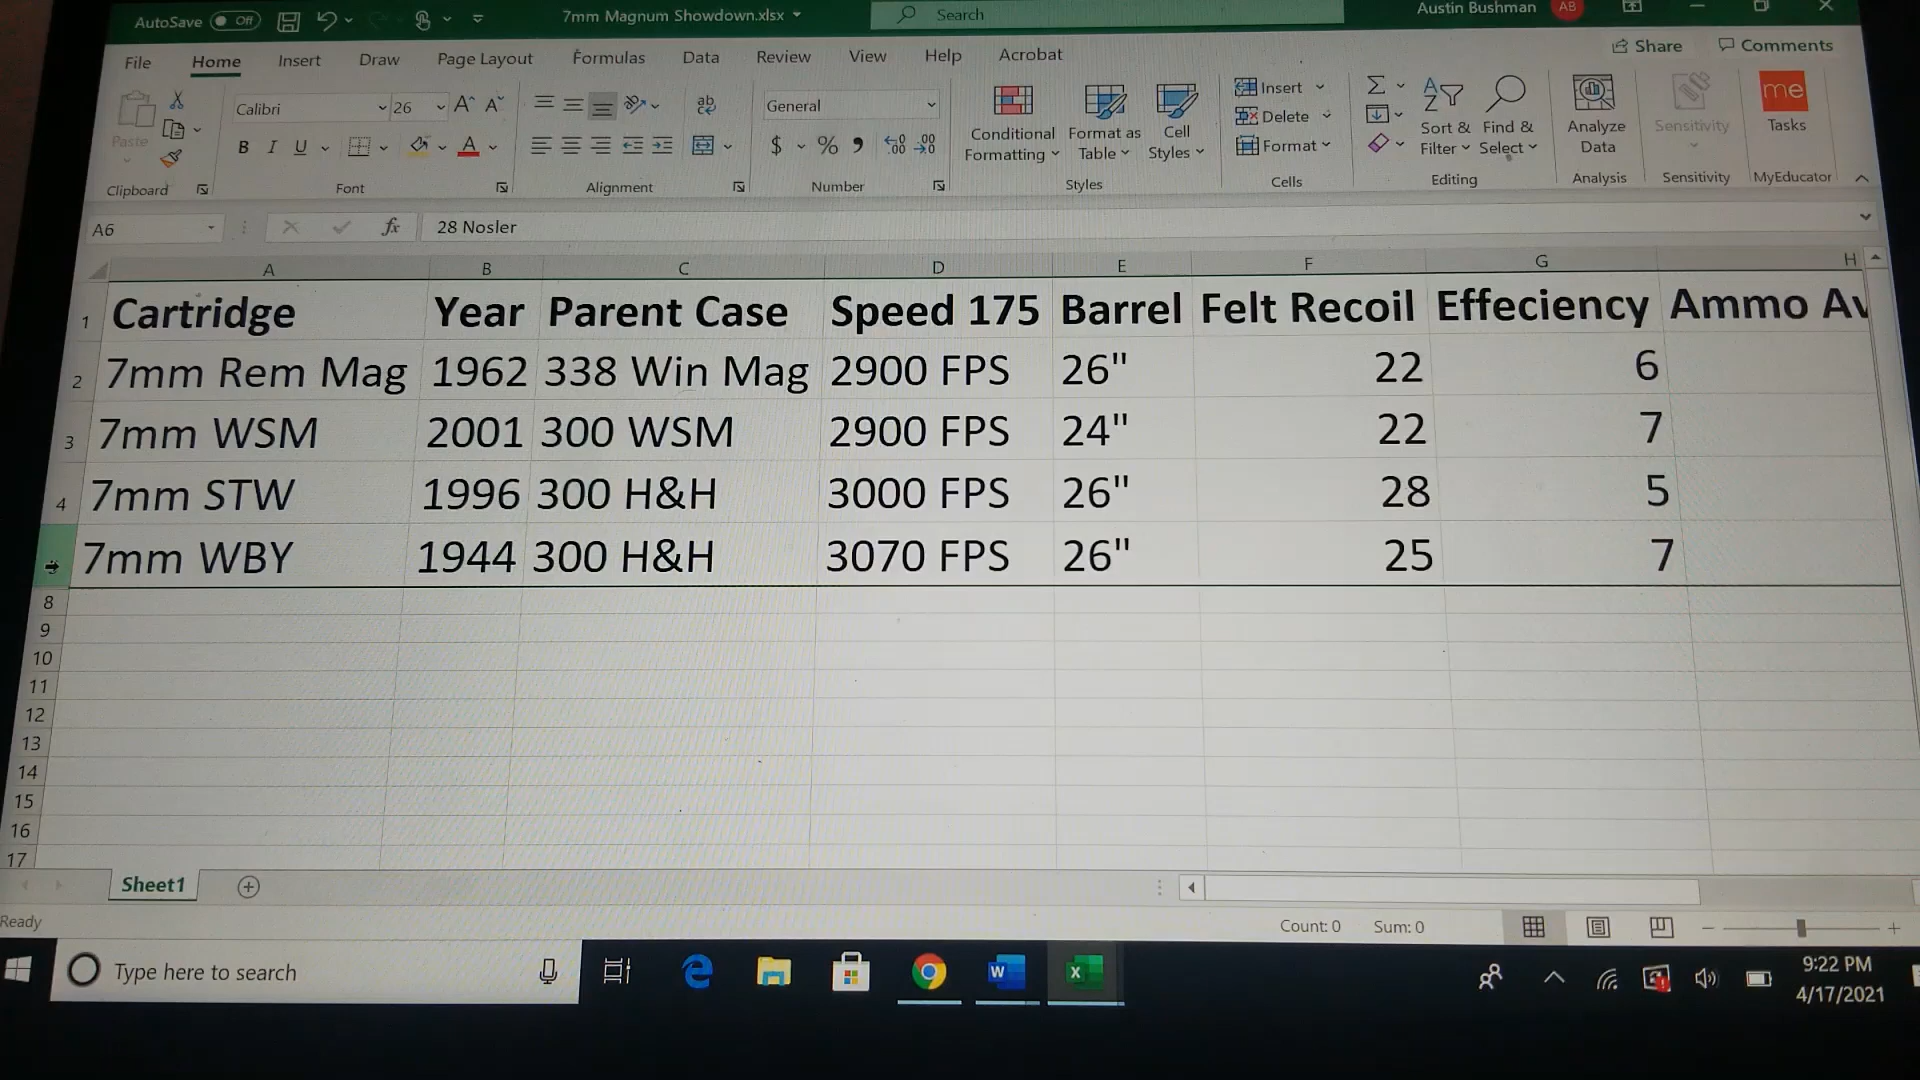 AutoSave Off 7mm Magnum Showdown.xlsx Search Austin Bushman AB
File Home Insert Draw Page Layout Formulas Data Review View Help Acrobat Share Comments
Paste Calibri 26 A A ab General Conditional Formatting Format as Table Cell Styles Insert Delete Format Sort & Filter Find & Select Analyze Data Sensitivity me Tasks
B I U A $ % ,
Clipboard Font Alignment Number Styles Cells Editing Analysis Sensitivity MyEducator
A6 fx 28 Nosler
A B C D E F G H
1 Cartridge Year Parent Case Speed 175 Barrel Felt Recoil Effeciency Ammo Av
2 7mm Rem Mag 1962 338 Win Mag 2900 FPS 26" 22 6
3 7mm WSM 2001 300 WSM 2900 FPS 24" 22 7
4 7mm STW 1996 300 H&H 3000 FPS 26" 28 5
7mm WBY 1944 300 H&H 3070 FPS 26" 25 7
8
9
10
11
12
13
14
15
16
17
Sheet1
Ready Count: 0 Sum: 0
Type here to search 9:22 PM
4/17/2021